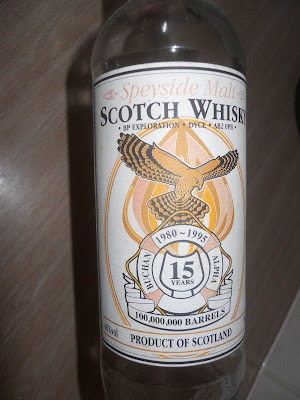 Speyside Malt
SCOTCH WHISKY
• BP EXPLORATION • DYCE • AB2 0PB •
1980~1995
BUCHAN
15
YEARS
ALPHA
100,000,000 BARRELS
PRODUCT OF SCOTLAND